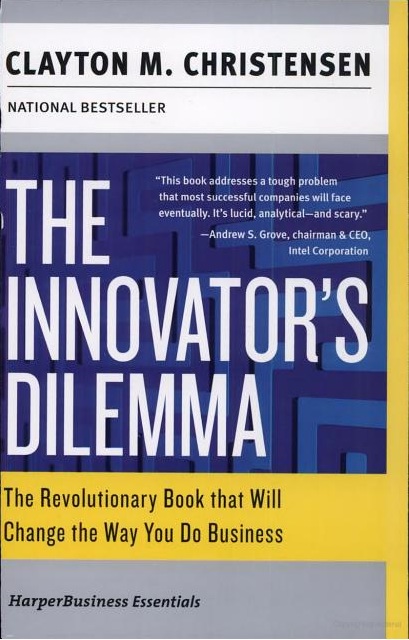 CLAYTON M. CHRISTENSEN
NATIONAL BESTSELLER
“This book addresses a tough problem
that most successful companies will face
eventually. It’s lucid, analytical—and scary.”
—Andrew S. Grove, chairman & CEO,
Intel Corporation
THE
INNOVATOR’S
DILEMMA
The Revolutionary Book that Will
Change the Way You Do Business
HarperBusiness Essentials